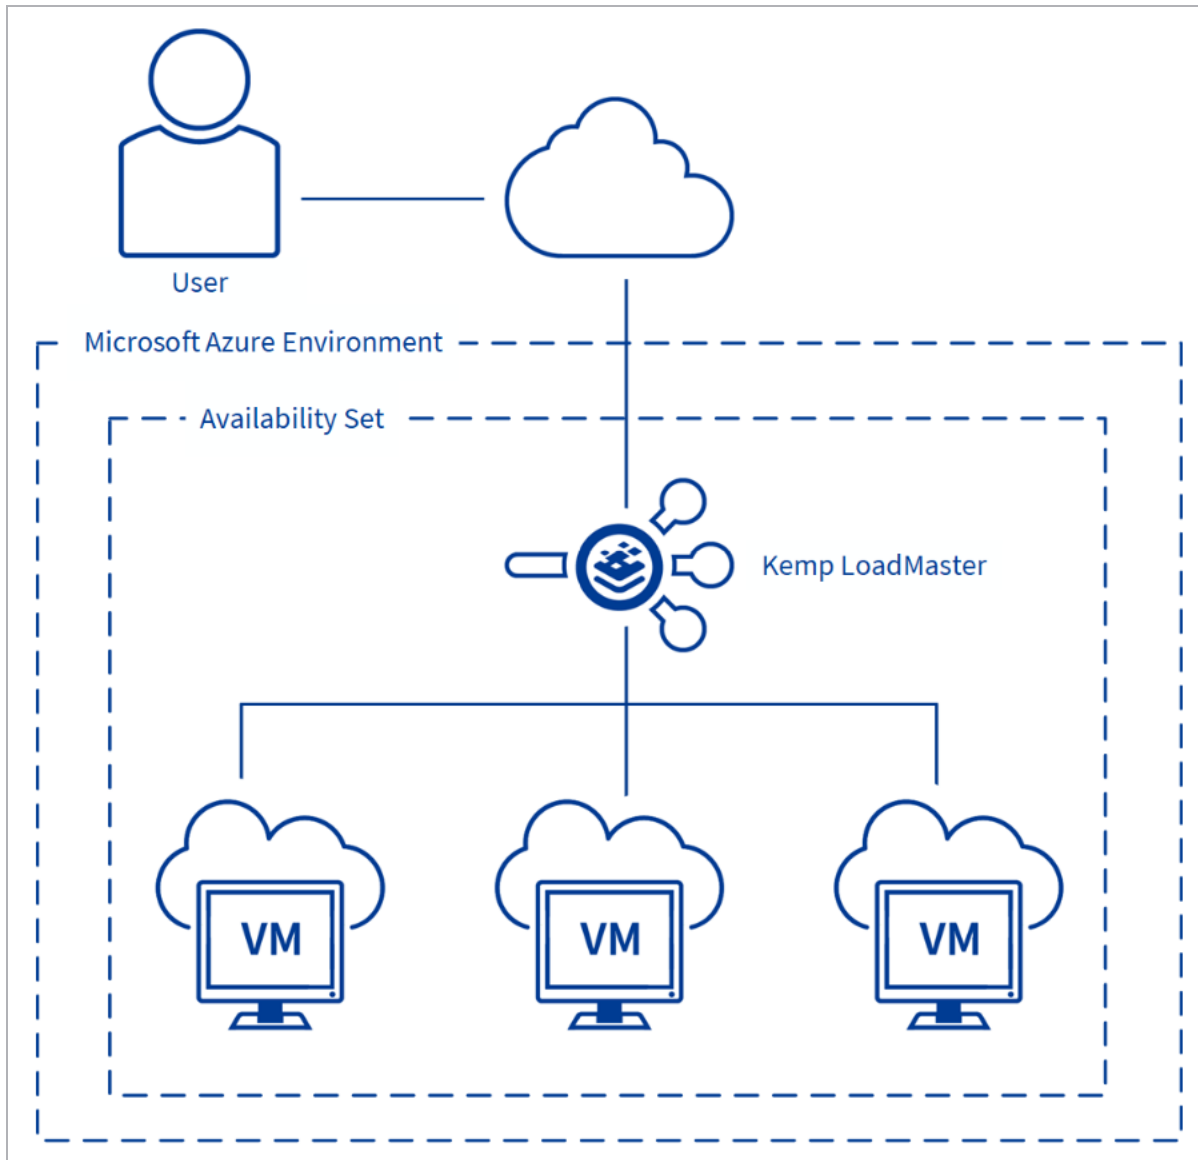 User
Microsoft Azure Environment
Availability Set
Kemp LoadMaster
VM
VM
VM